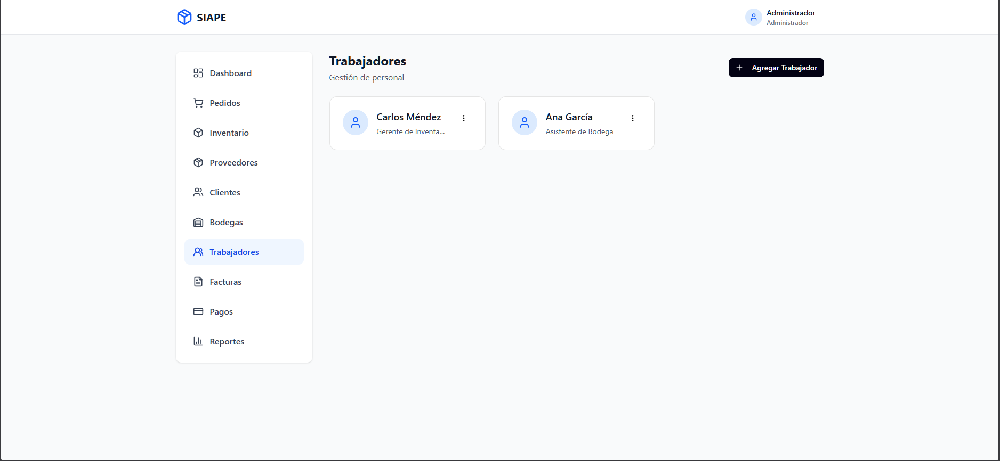 SIAPE
Administrador
Administrador
Dashboard
Pedidos
Inventario
Proveedores
Clientes
Bodegas
Trabajadores
Facturas
Pagos
Reportes
Trabajadores
Gestión de personal
Agregar Trabajador
Carlos Méndez
Gerente de Inventa...
Ana García
Asistente de Bodega